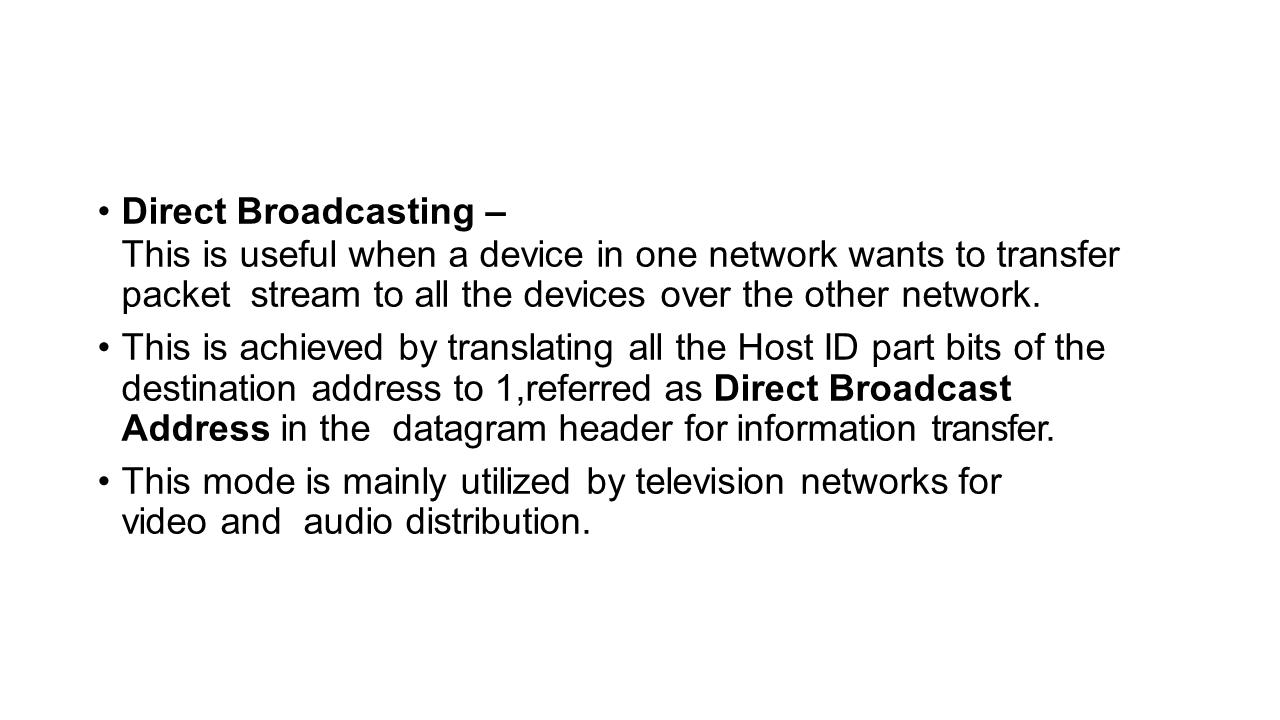 • Direct Broadcasting –
This is useful when a device in one network wants to transfer
packet  stream to all the devices over the other network.
• This is achieved by translating all the Host ID part bits of the
destination address to 1,referred as Direct Broadcast
Address in the  datagram header for information transfer.
• This mode is mainly utilized by television networks for
video and  audio distribution.